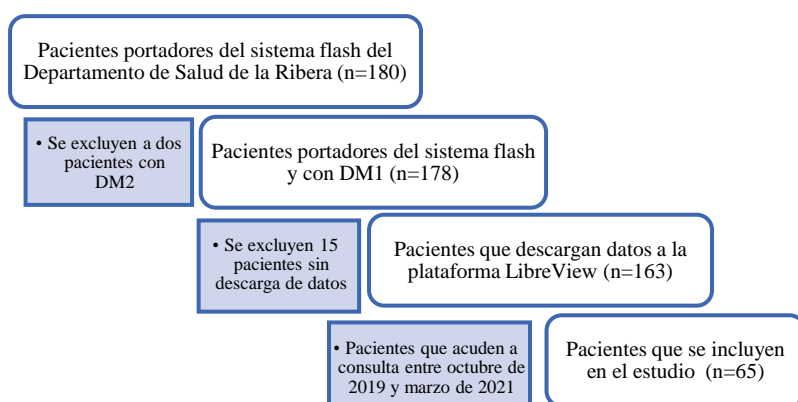 Pacientes portadores del sistema flash del
Departamento de Salud de la Ribera (n=180)
• Se excluyen a dos
pacientes con
DM2
Pacientes portadores del sistema flash
y con DM1 (n=178)
• Se excluyen 15
pacientes sin
descarga de datos
Pacientes que descargan datos a la
plataforma LibreView (n=163)
• Pacientes que acuden a
consulta entre octubre de
2019 y marzo de 2021
Pacientes que se incluyen
en el estudio (n=65)